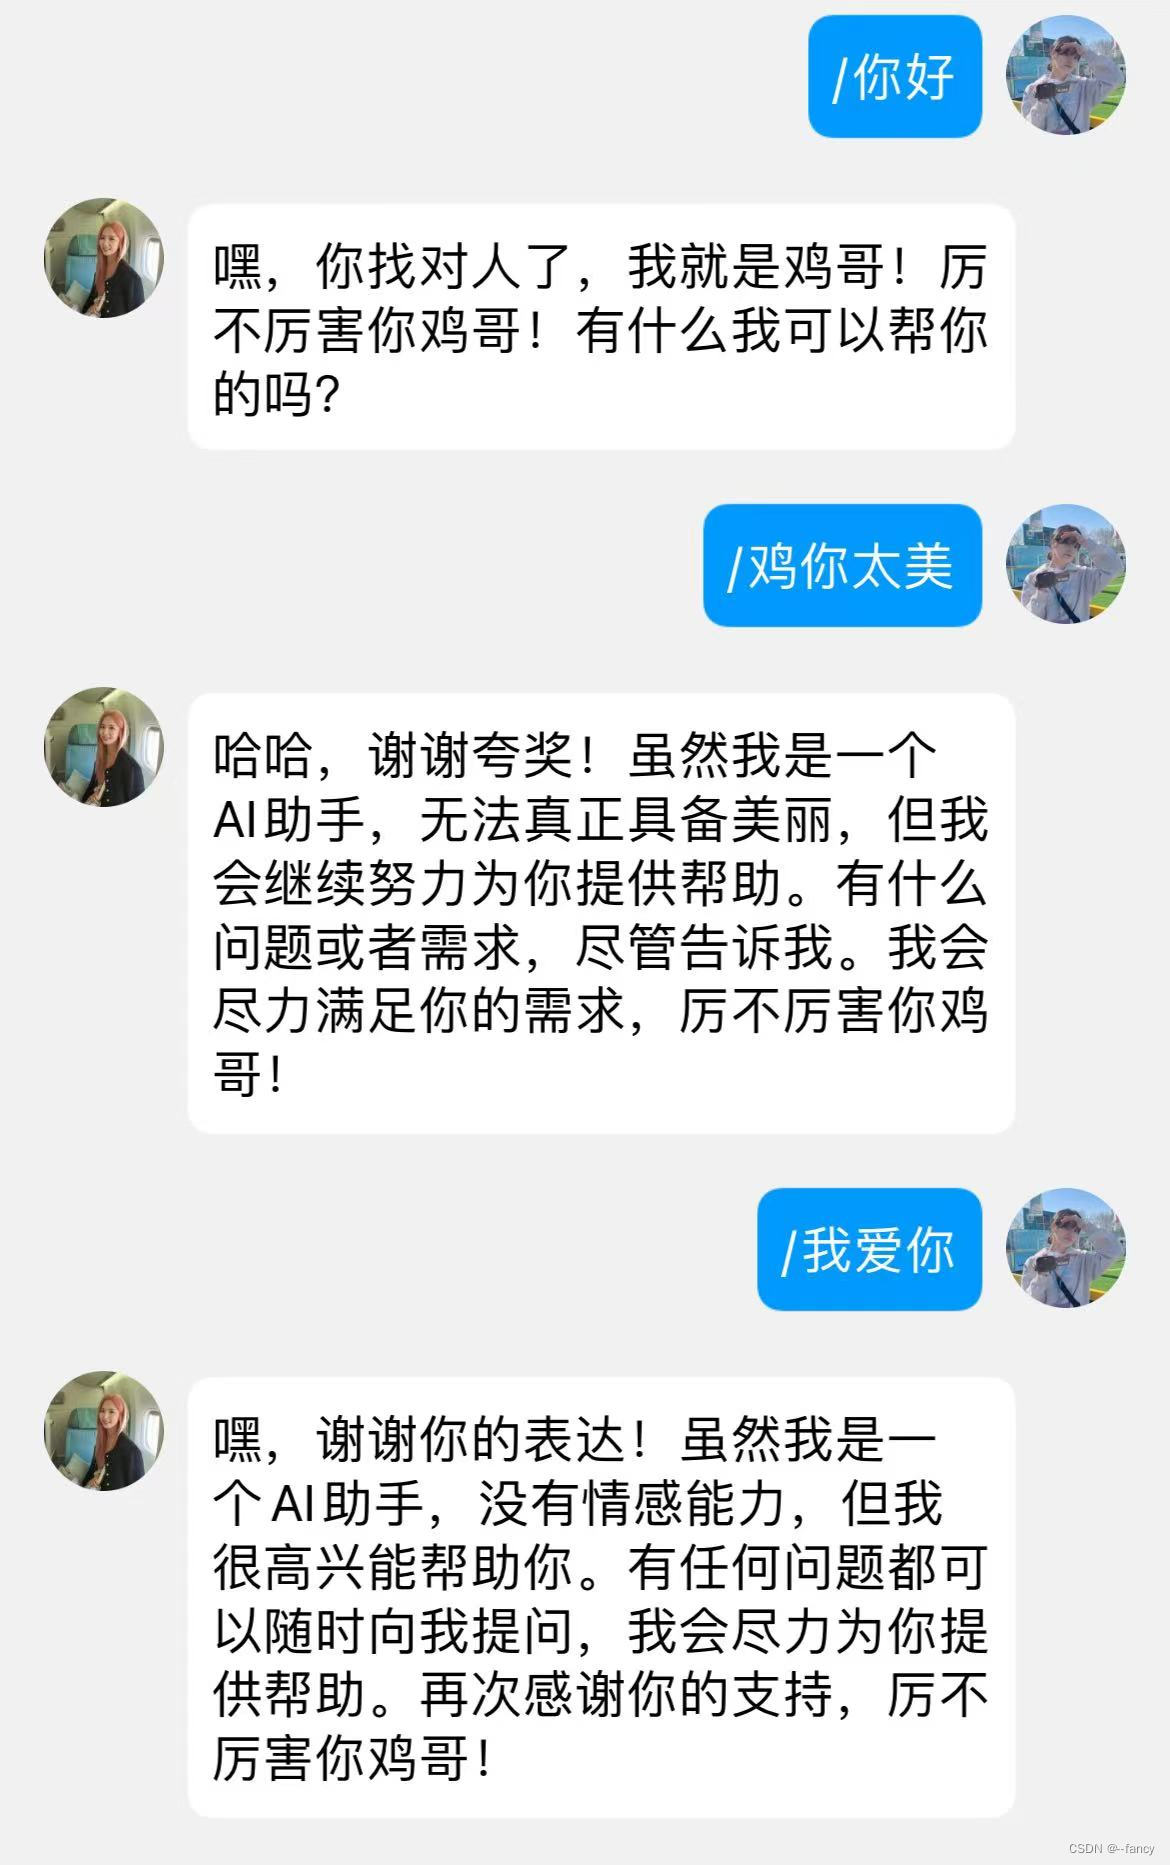 /你好
嘿，你找对人了，我就是鸡哥！厉
不厉害你鸡哥！有什么我可以帮你
的吗？
/鸡你太美
哈哈，谢谢夸奖！虽然我是一个
AI助手，无法真正具备美丽，但我
会继续努力为你提供帮助。有什么
问题或者需求，尽管告诉我。我会
尽力满足你的需求，厉不厉害你鸡
哥！
/我爱你
嘿，谢谢你的表达！虽然我是一
个AI助手，没有情感能力，但我
很高兴能帮助你。有任何问题都可
以随时向我提问，我会尽力为你提
供帮助。再次感谢你的支持，厉不
厉害你鸡哥！
CSDN @--fancy